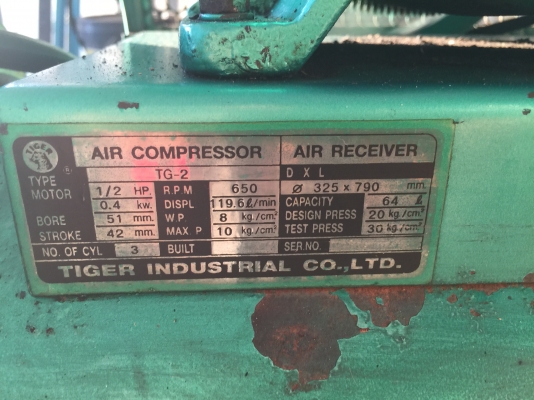 TIGER
AIR COMPRESSOR AIR RECEIVER
TYPE TG-2 D X L
MOTOR 1/2 HP. R.P.M 650 Ø 325 x 790 mm.
0.4 kw. DISPL 119.6ℓ/min CAPACITY 64 ℓ
BORE 51 mm. W.P 8 kg./cm² DESIGN PRESS 20 kg./cm²
STROKE 42 mm. MAX P 10 kg./cm² TEST PRESS 30 kg./cm²
NO. OF CYL 3 BUILT SER NO.
TIGER INDUSTRIAL CO.,LTD.